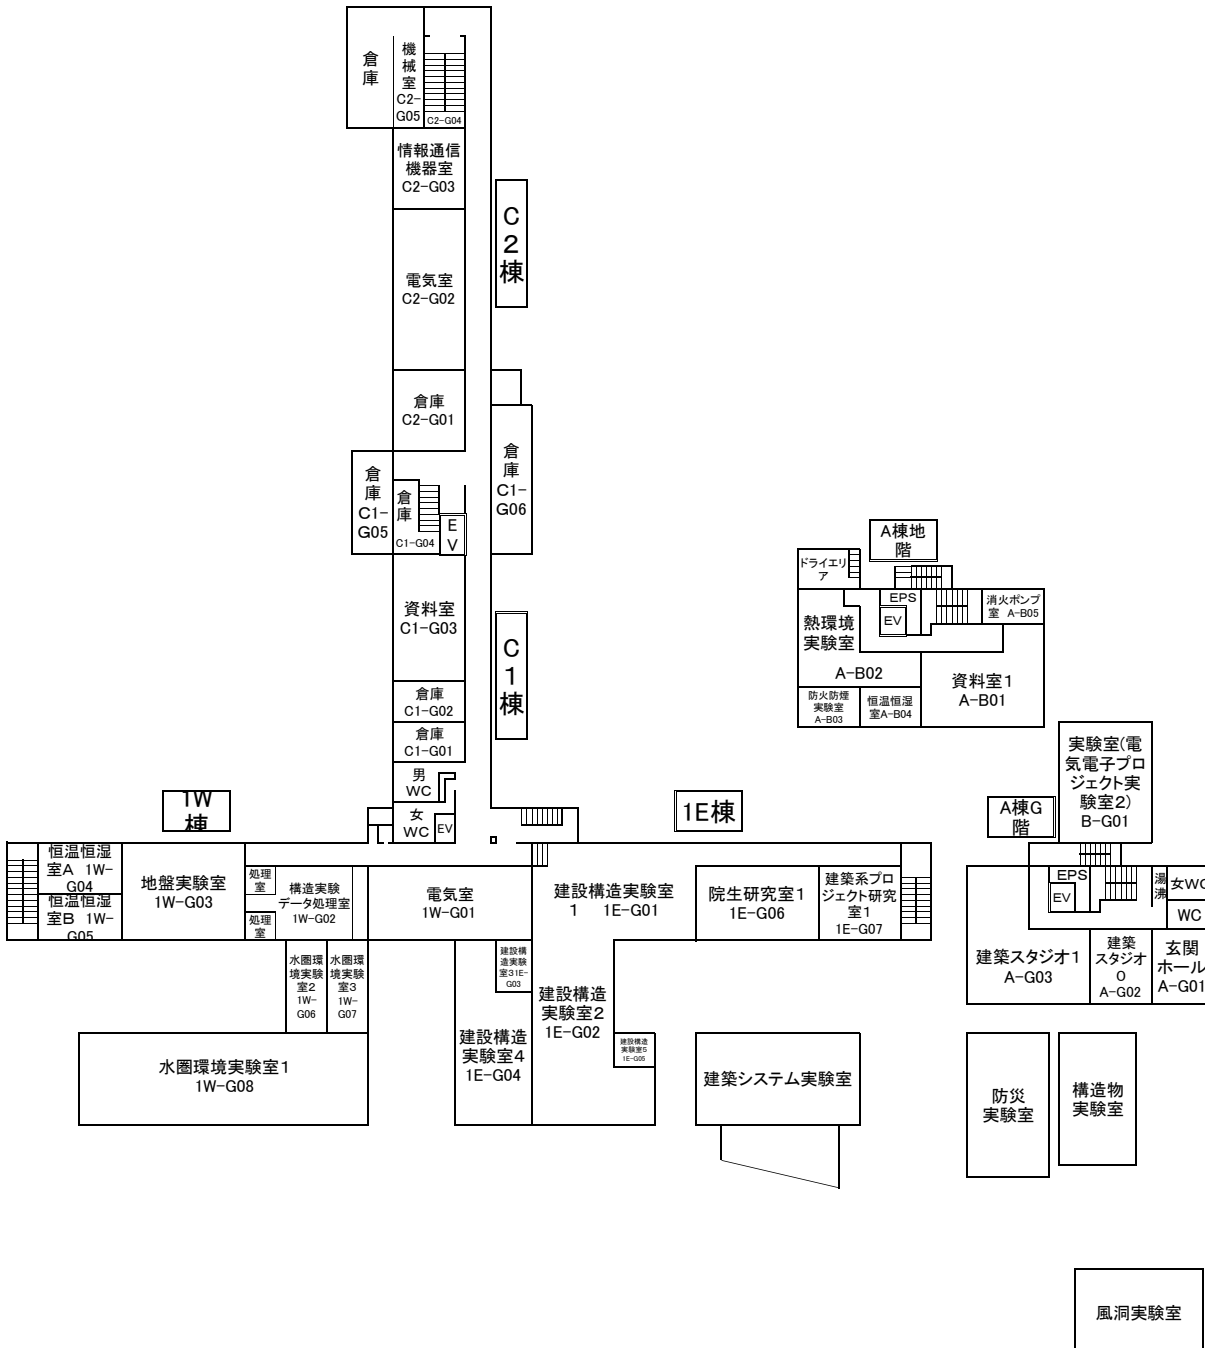 倉
庫
機
械
室
C2-
G05
C2-G04
情報通信
機器室
C2-G03
C
2
棟
電気室
C2-G02
倉庫
C2-G01
倉
庫
C1-
G05
倉
庫
C1-G04
E
V
倉
庫
C1-
G06
資料室
C1-G03
C
1
棟
倉庫
C1-G02
倉庫
C1-G01
男
WC
女
WC
EV
A棟地
階
ドライエリ
ア
EPS
EV
消火ポンプ
室 A-B05
熱環境
実験室
A-B02
資料室1
A-B01
防火防煙
実験室
A-B03
恒温恒湿
室A-B04
1W
棟
1E棟
A棟G
階
実験室(電
気電子プロ
ジェクト実
験室2)
B-G01
恒温恒湿
室A 1W-
G04
恒温恒湿
室B 1W-
G05
地盤実験室
1W-G03
処理
室
処理
室
構造実験
データ処理室
1W-G02
電気室
1W-G01
建設構造実験室
1 1E-G01
院生研究室1
1E-G06
建築系プロ
ジェクト研究
室1
1E-G07
EPS
EV
湯
沸
女WC
WC
建築スタジオ1
A-G03
建築
スタジオ
0
A-G02
玄関
ホール
A-G01
水圏環
境実験
室2
1W-
G06
水圏環
境実験
室3
1W-
G07
建設構
造実験
室31E-
G03
建設構造
実験室2
1E-G02
水圏環境実験室1
1W-G08
建設構造
実験室4
1E-G04
建設構造
実験室5
1E-G05
建築システム実験室
防災
実験室
構造物
実験室
風洞実験室